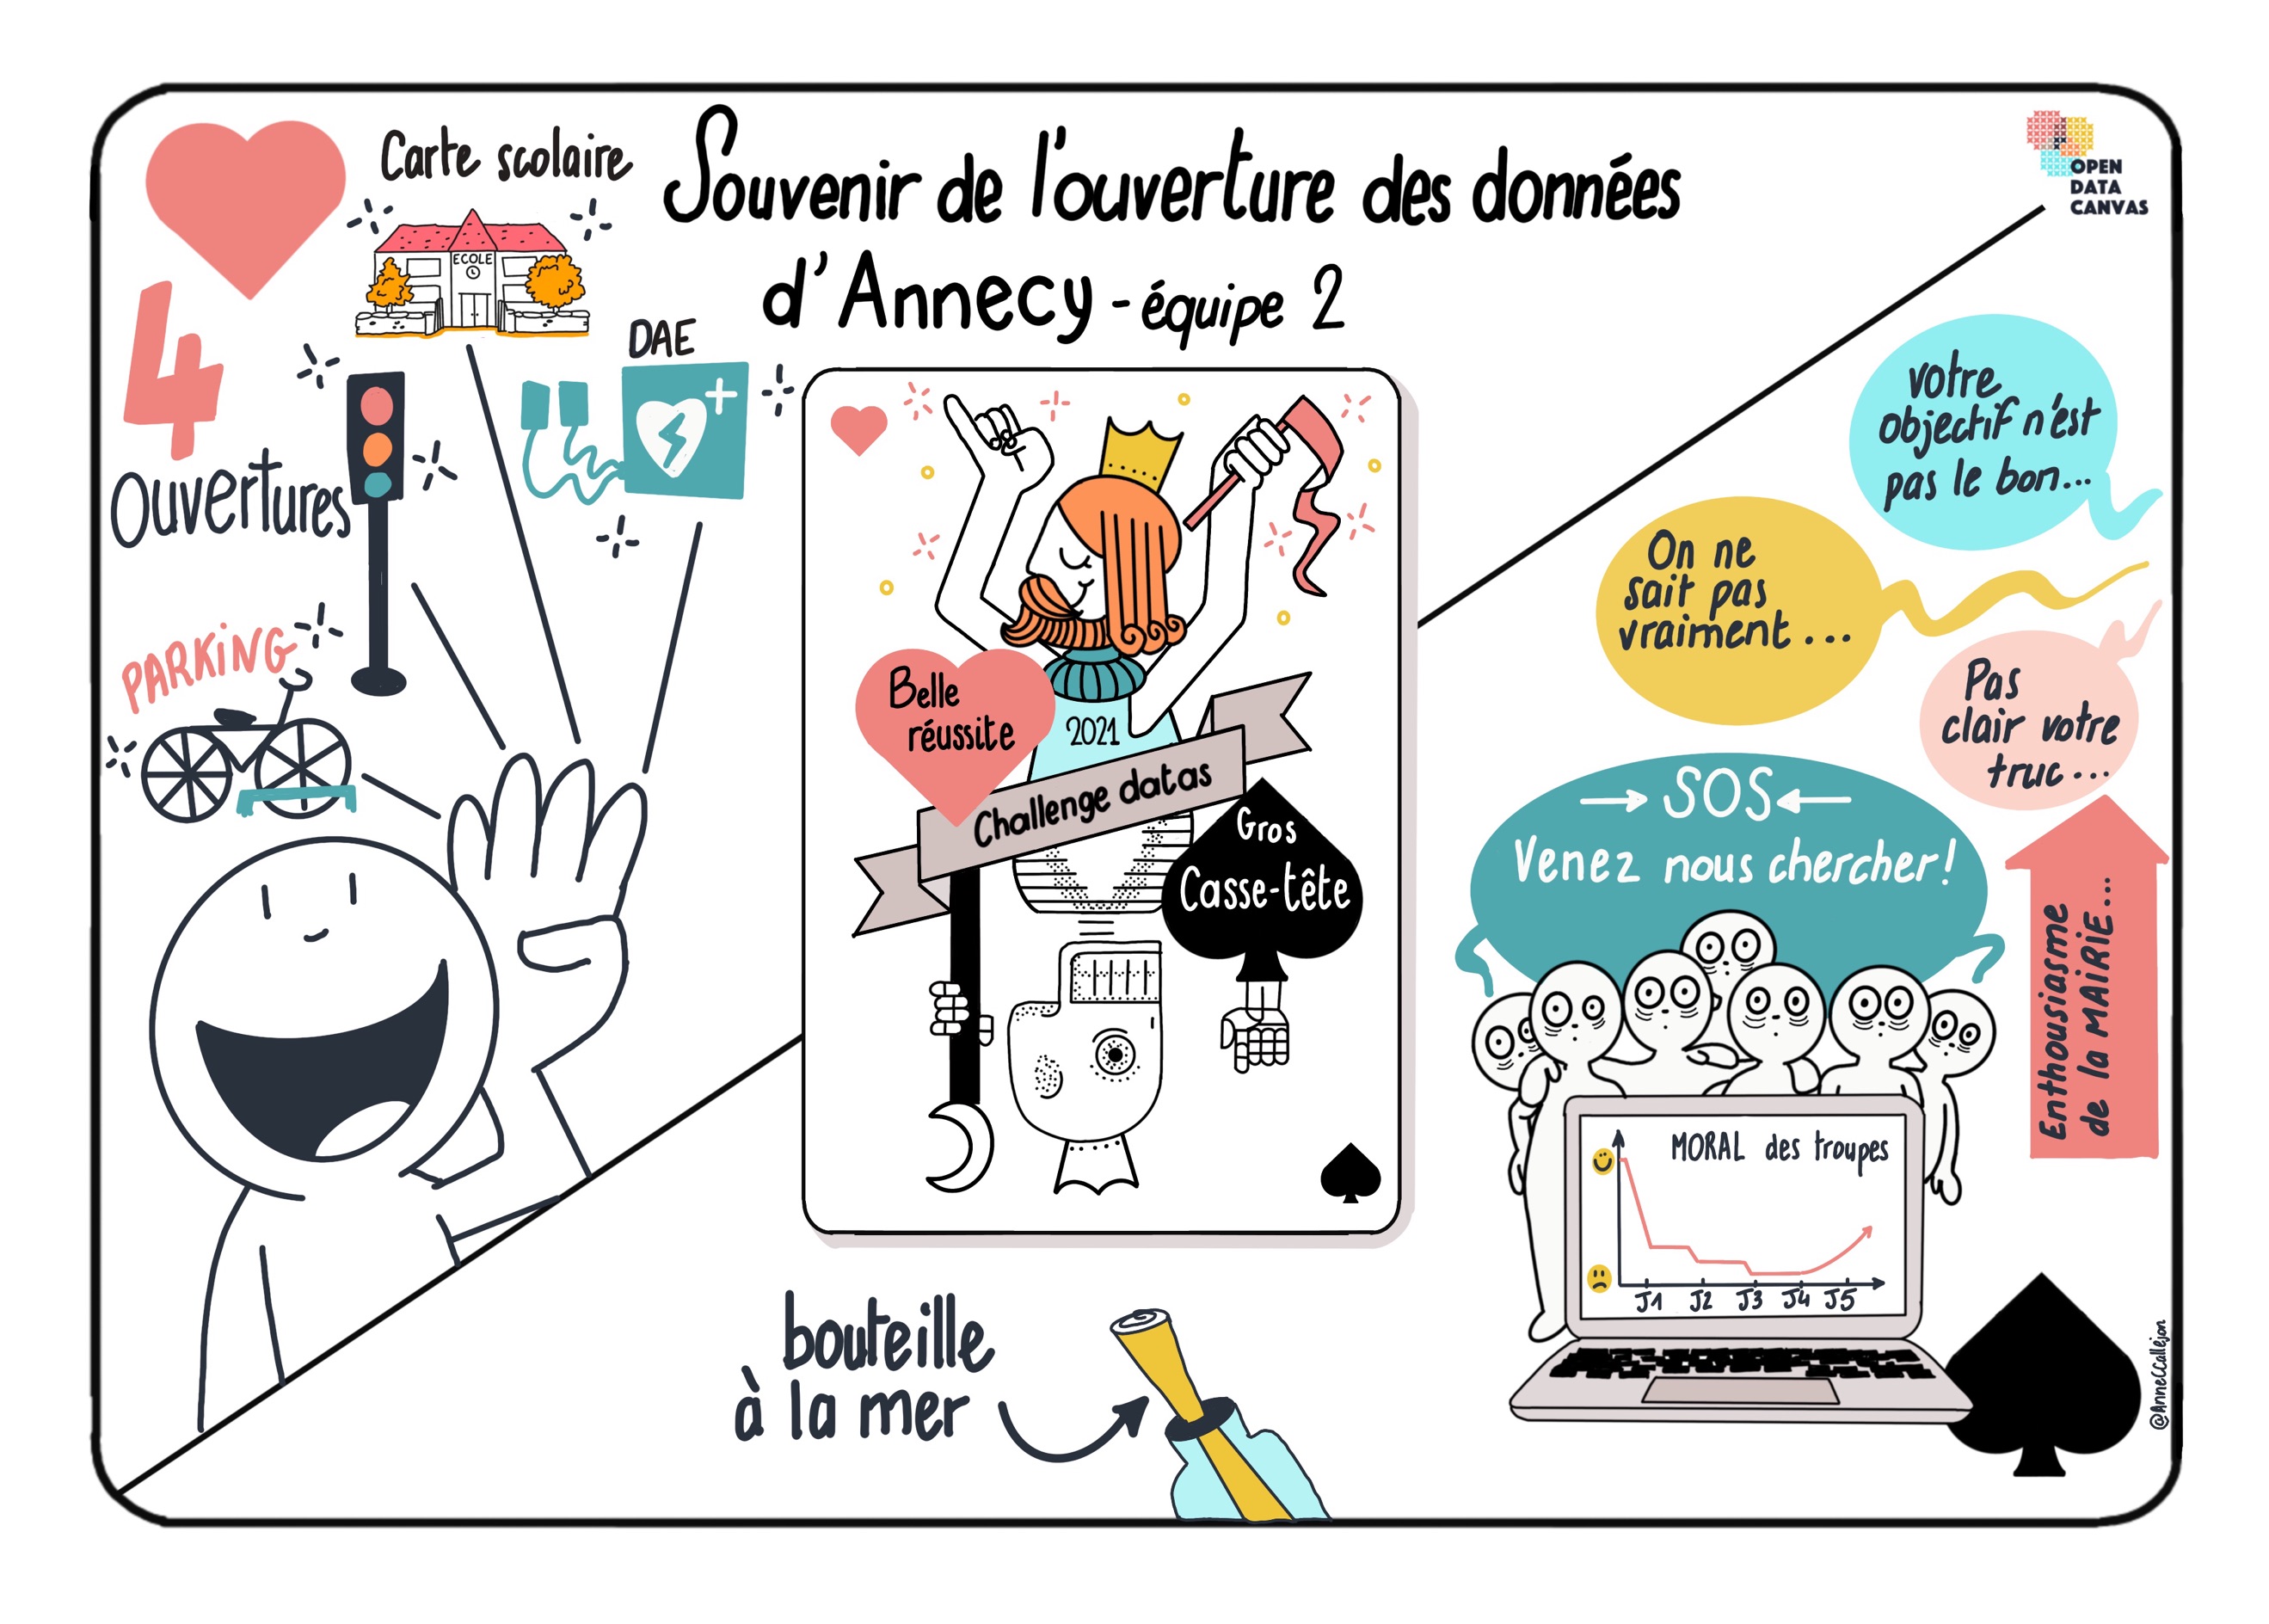 Souvenir de l'ouverture des données
d'Annecy - équipe 2
OPEN
DATA
CANVAS
Carte scolaire
ECOLE
4
ouvertures
DAE
PARKING
Belle
réussite
2021
Challenge datas
Gros
Casse-tête
votre
objectif n'est
pas le bon...
On ne
sait pas
vraiment...
Pas
clair votre
truc...
SOS
Venez nous chercher!
Enthousiasme
de la MAIRIE...
MORAL des troupes
J1 J2 J3 J4 J5
bouteille
à la mer
@AnneCCallejon